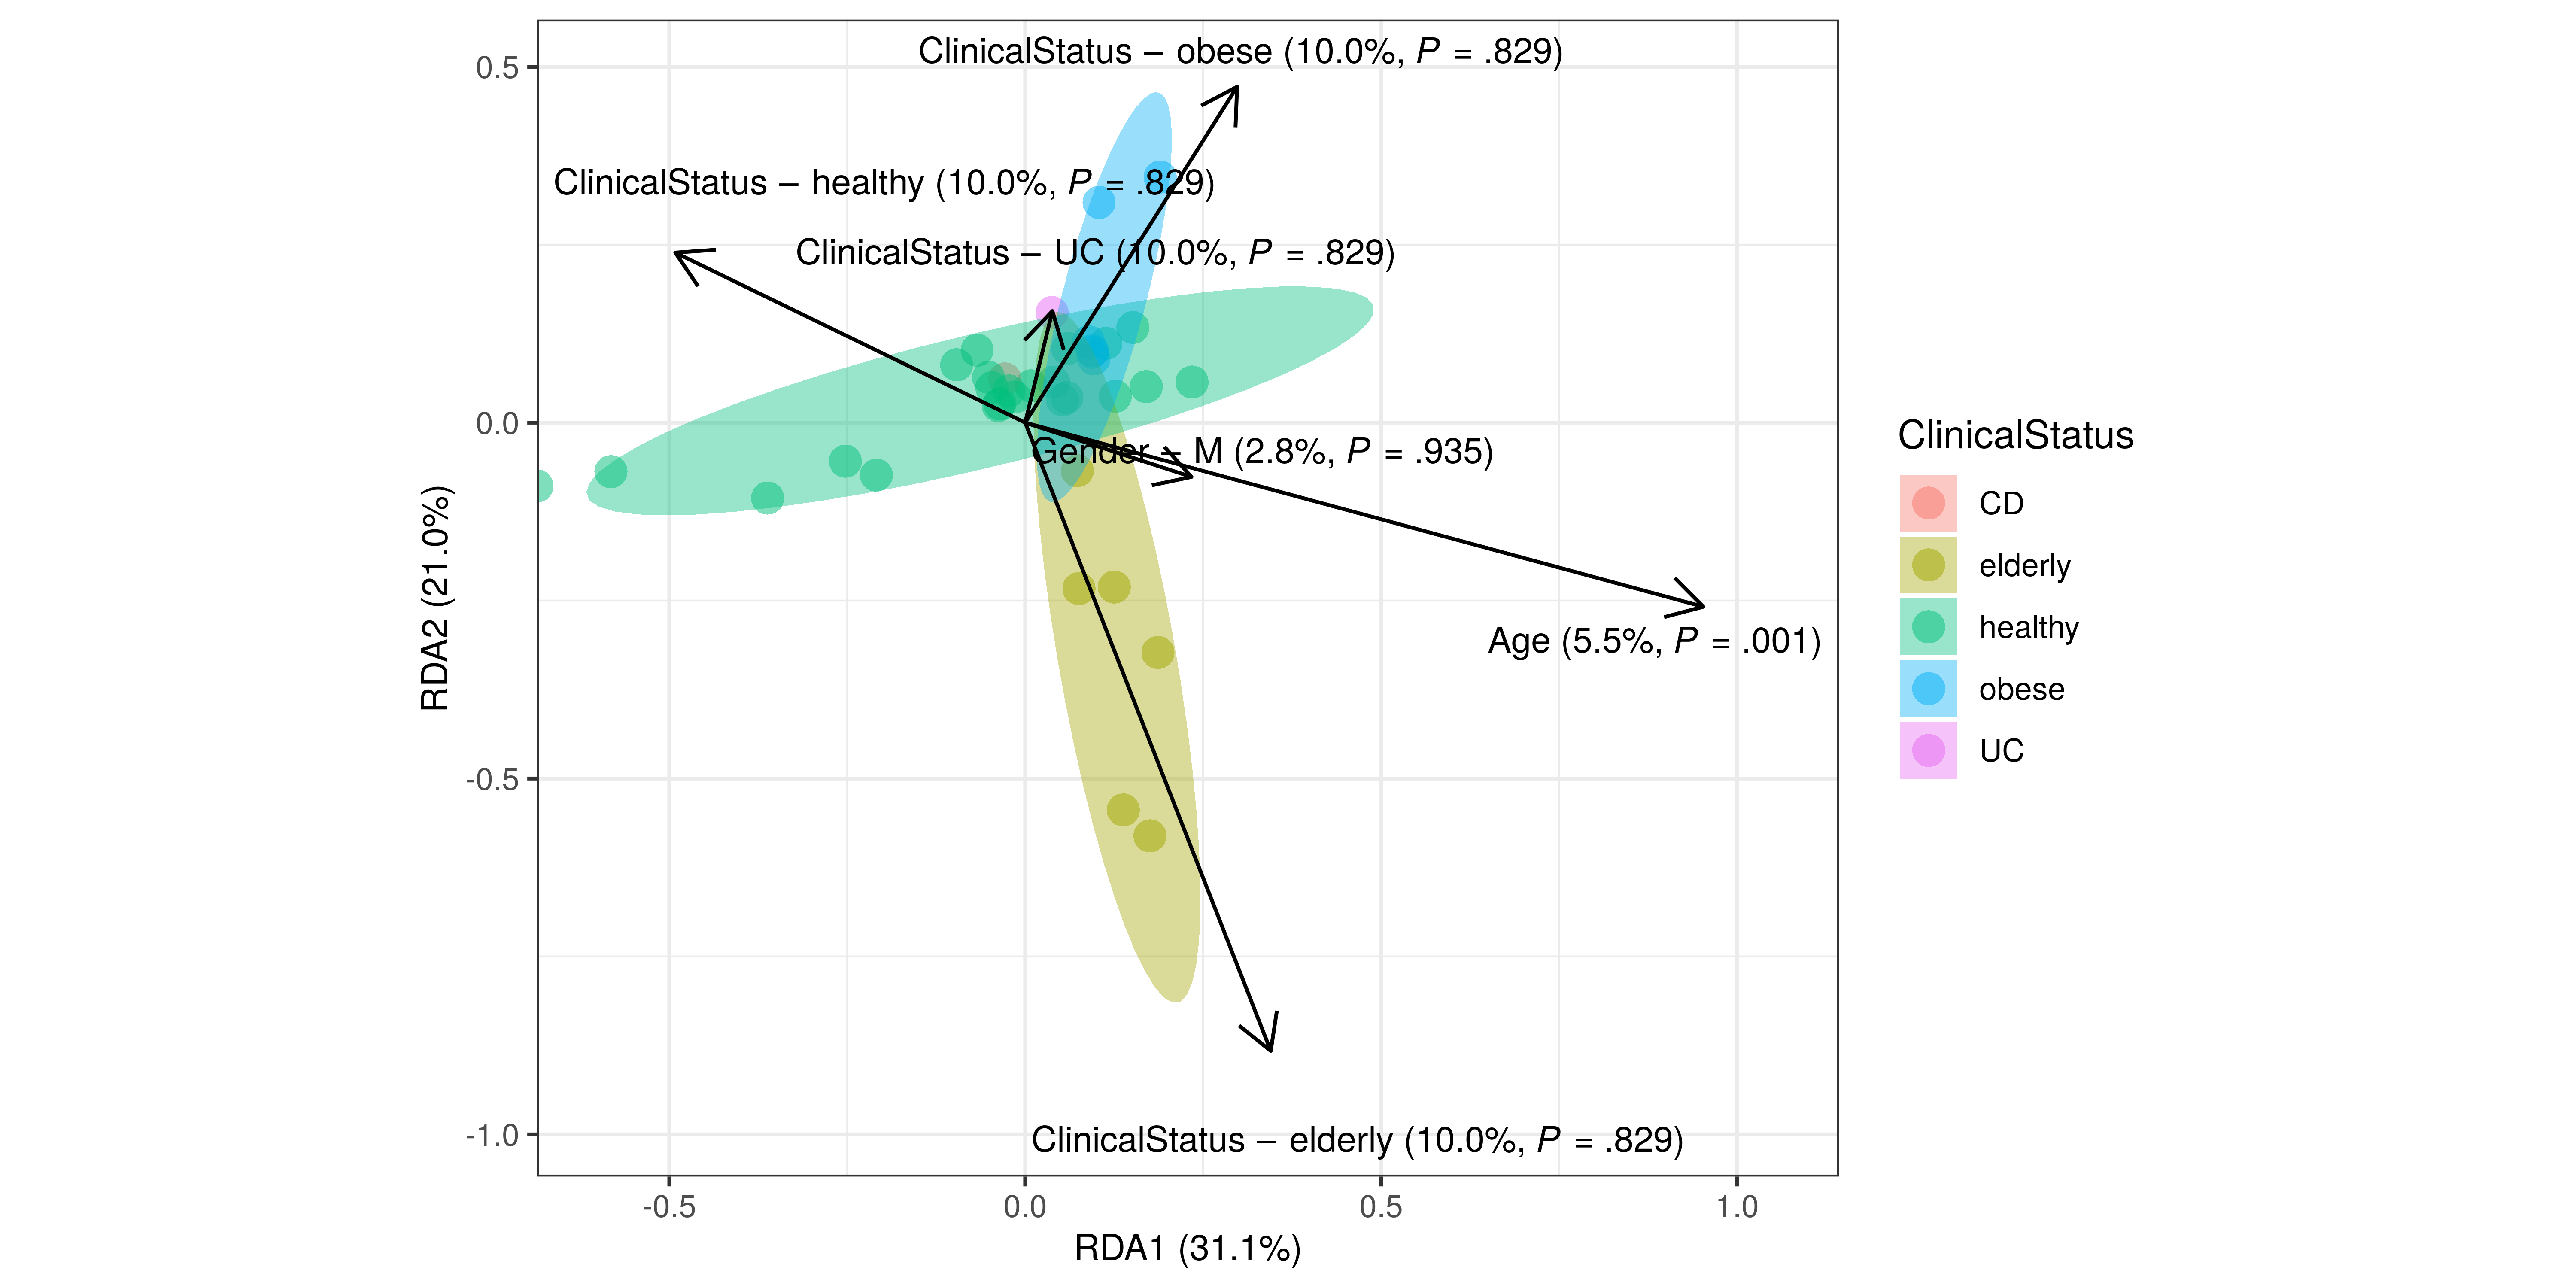 ClinicalStatus – obese (10.0%, P = .829)
0.5
ClinicalStatus – healthy (10.0%, P = .829)
ClinicalStatus – UC (10.0%, P = .829)
0.0
Gender – M (2.8%, P = .935)
Age (5.5%, P = .001)
RDA2 (21.0%)
-0.5
-1.0
ClinicalStatus – elderly (10.0%, P = .829)
-0.5
0.0
0.5
1.0
RDA1 (31.1%)
ClinicalStatus
CD
elderly
healthy
obese
UC